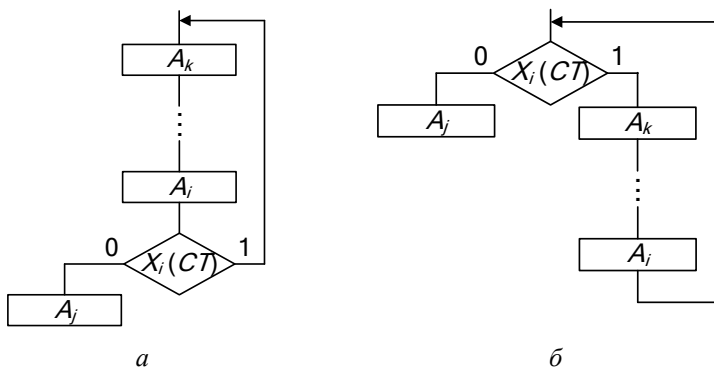 A_k
A_i
0
X_i (CT)
1
A_j
а
0
X_i (CT)
1
A_j
A_k
A_i
б